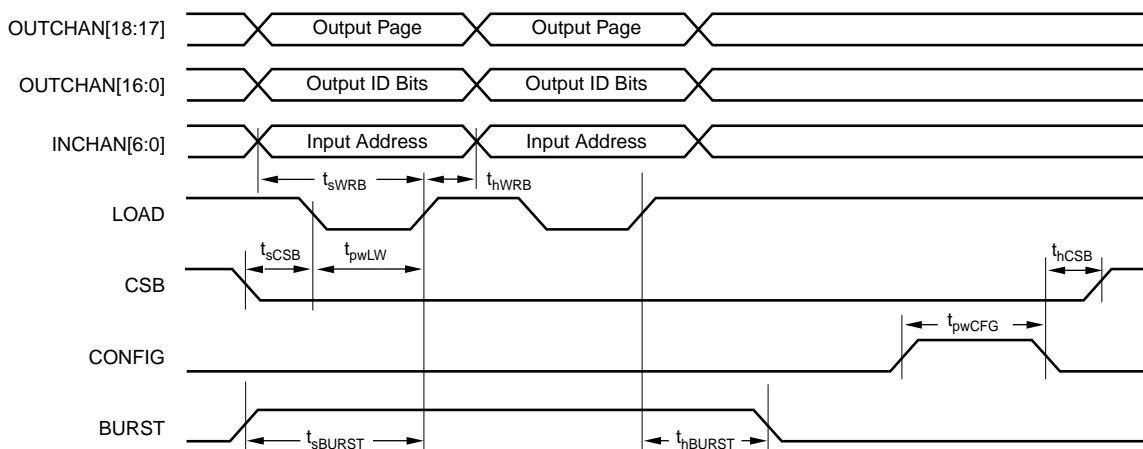 OUTCHAN[18:17] Output Page Output Page
OUTCHAN[16:0] Output ID Bits Output ID Bits
INCHAN[6:0] Input Address Input Address
tsWRB thWRB
LOAD
tsCSB tpwLW thCSB
CSB
tpwCFG
CONFIG
BURST
tsBURST thBURST